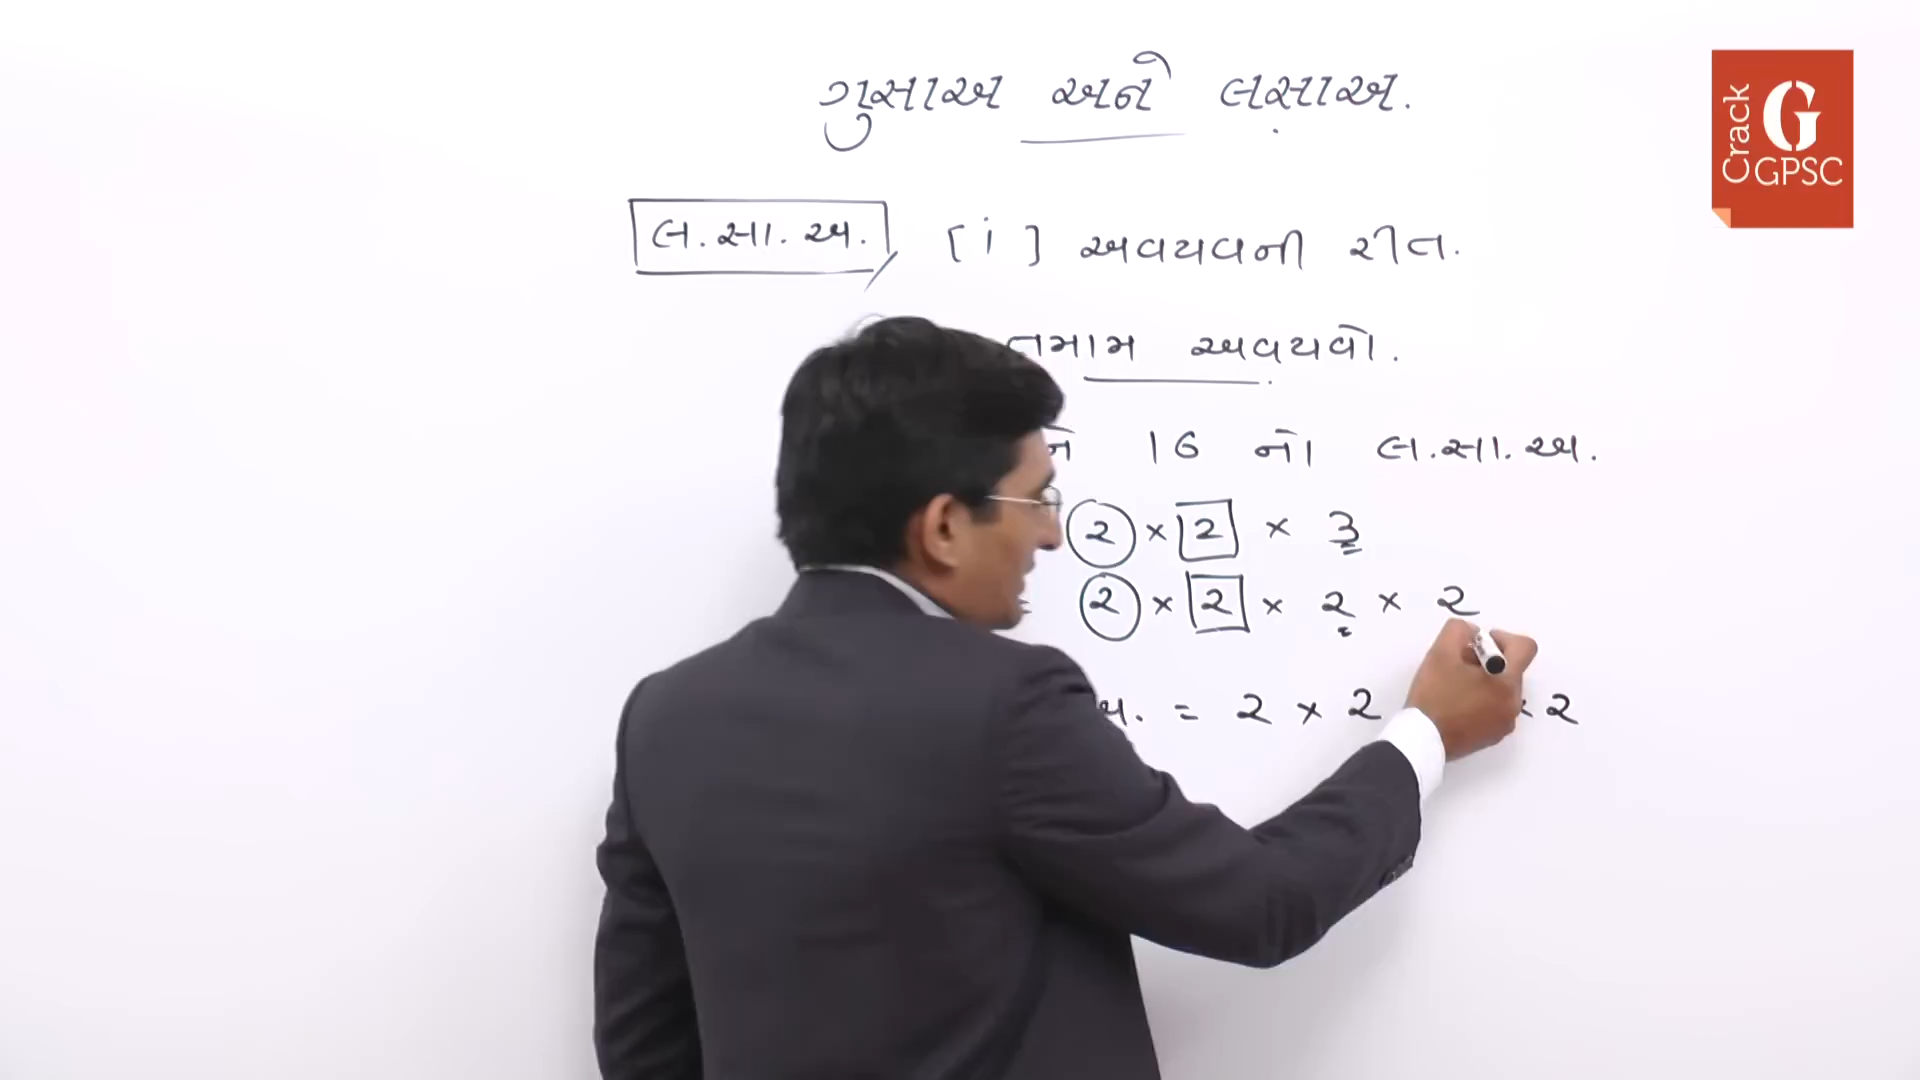 ગુસાઅ અને લસાઅ.
Crack GPSC
લ.સા.અ. [i] અવયવની રીત.
તમામ અવયવો.
ને 16 નો લ.સા.અ.
2 × 2 × 3
= 2 × 2 × 2 × 2
અ. = 2 × 2 × 2